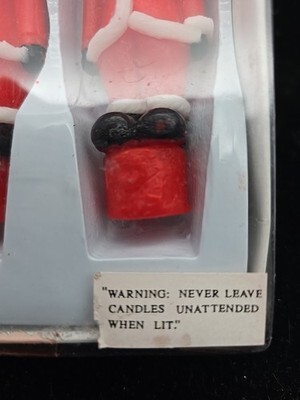 "WARNING: NEVER LEAVE
CANDLES UNATTENDED
WHEN LIT."